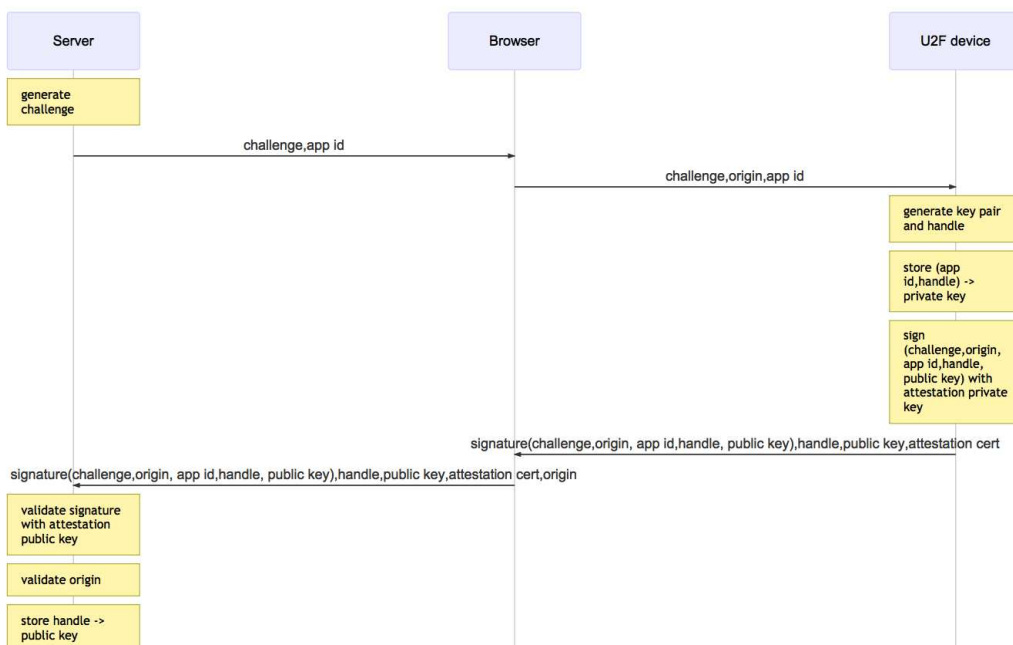 Server
Browser
U2F device
generate
challenge
challenge,app id
challenge,origin,app id
generate key pair
and handle
store (app
id,handle) ->
private key
sign
(challenge,origin,
app id,handle,
public key) with
attestation private
key
signature(challenge,origin, app id,handle, public key),handle,public key,attestation cert
signature(challenge,origin, app id,handle, public key),handle,public key,attestation cert,origin
validate signature
with attestation
public key
validate origin
store handle ->
public key